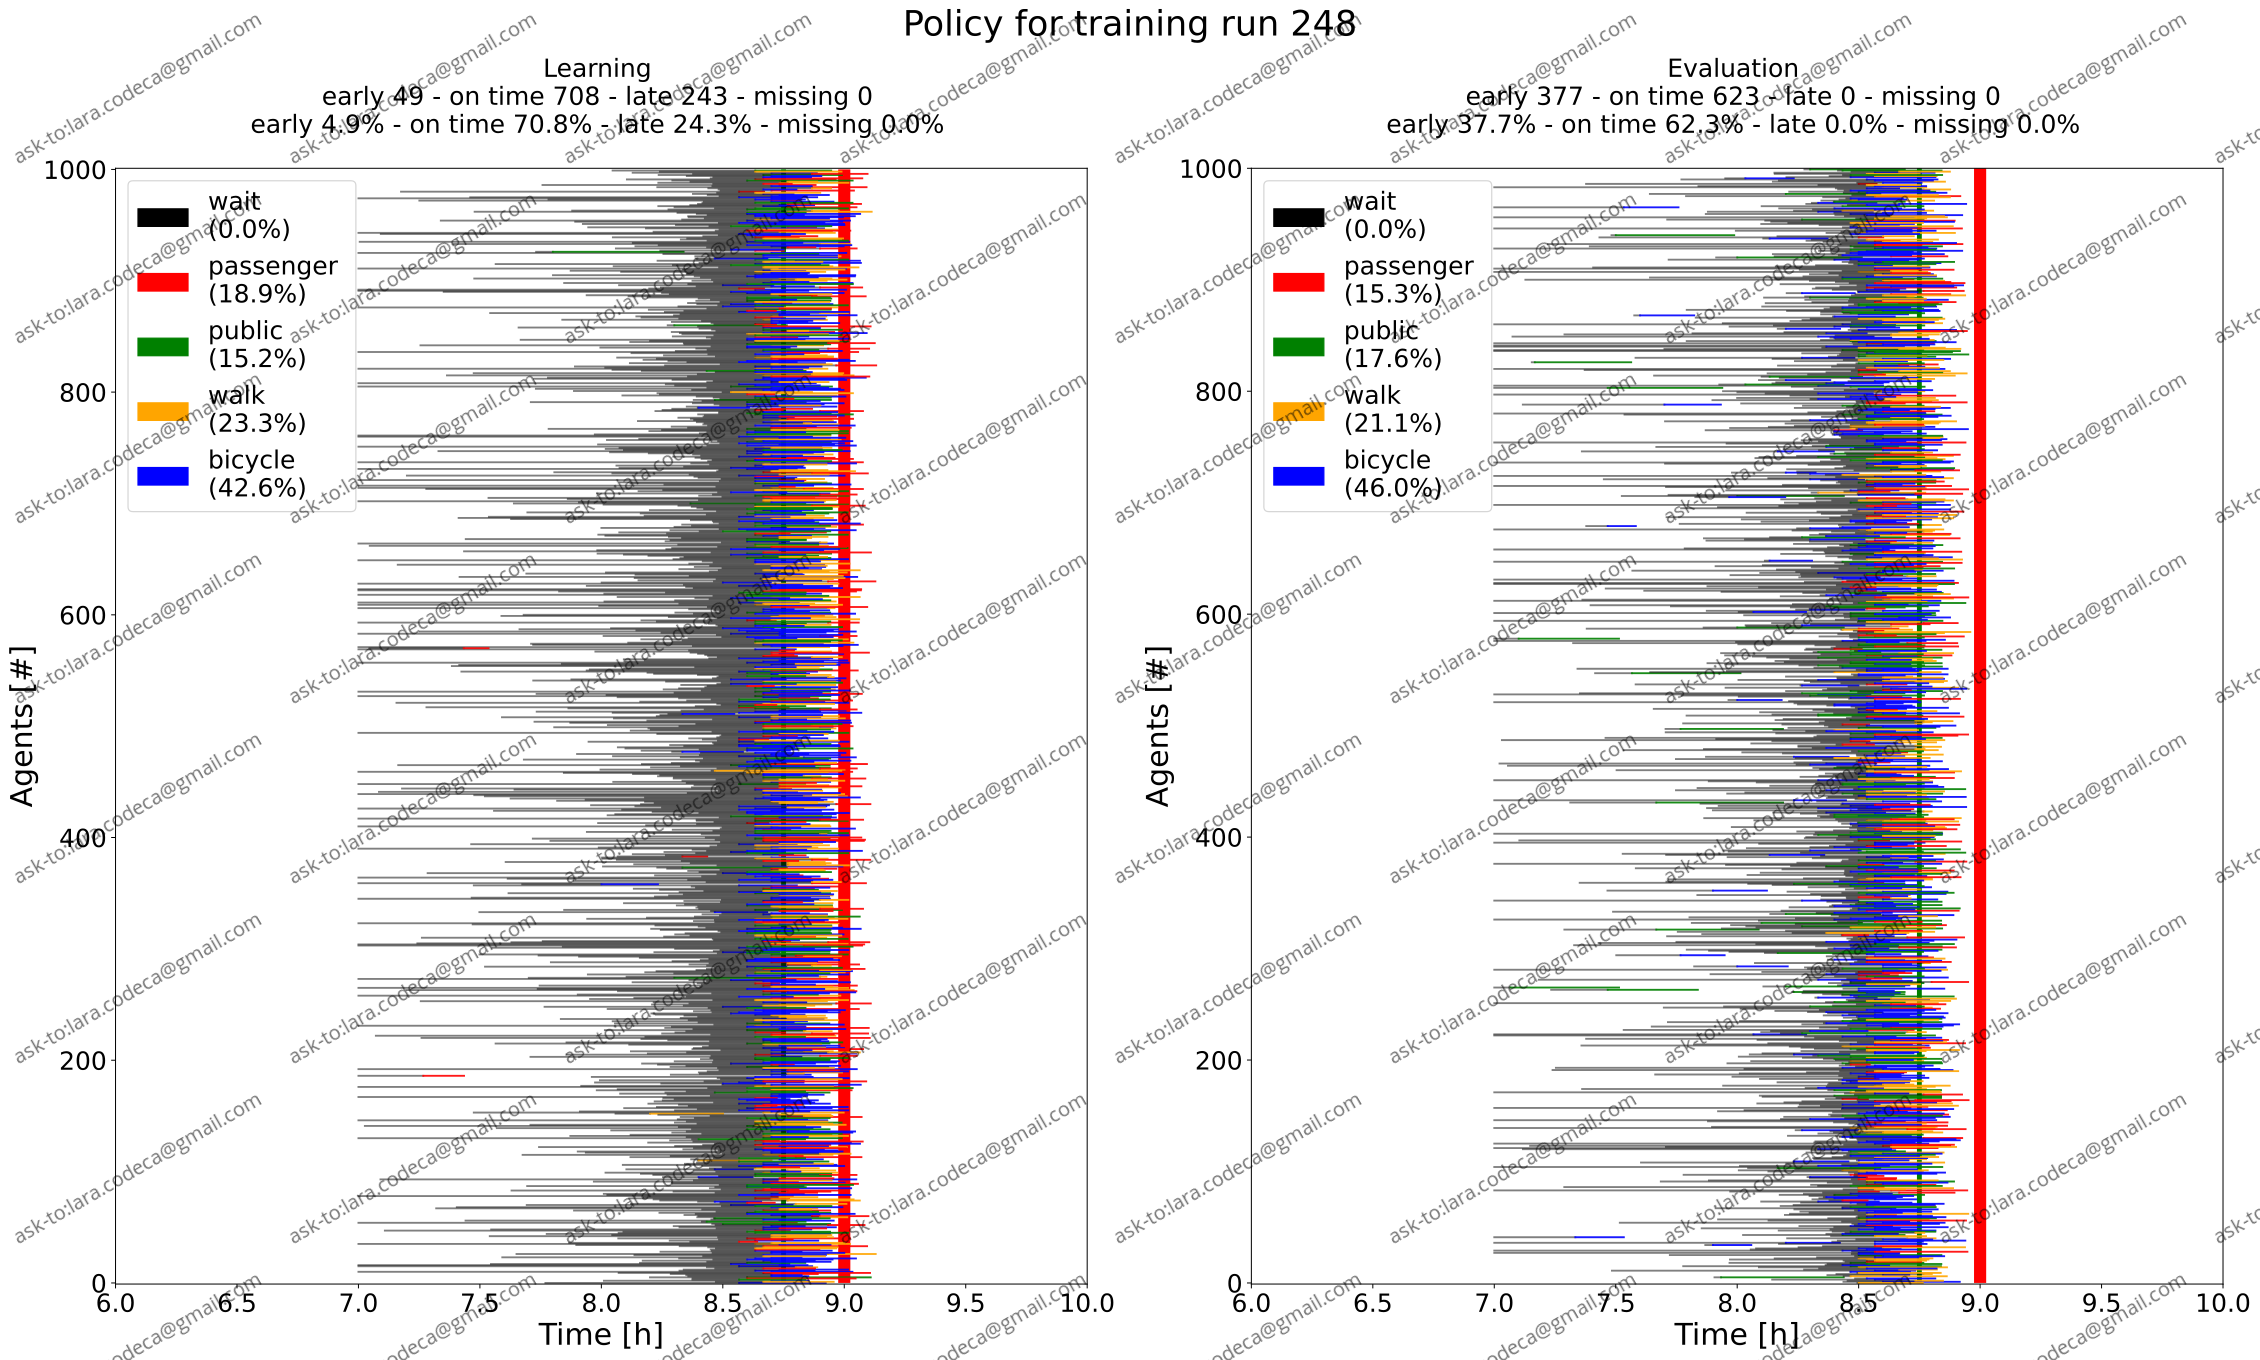 Policy for training run 248
Learning
early 49 - on time 708 - late 243 - missing 0
early 4.9% - on time 70.8% - late 24.3% - missing 0.0%
1000
800
600
400
200
0
Agents [#]
wait
(0.0%)
passenger
(18.9%)
public
(15.2%)
walk
(23.3%)
bicycle
(42.6%)
6.0 6.5 7.0 7.5 8.0 8.5 9.0 9.5 10.0
Time [h]
Evaluation
early 377 - on time 623 - late 0 - missing 0
early 37.7% - on time 62.3% - late 0.0% - missing 0.0%
1000
800
600
400
200
0
Agents [#]
wait
(0.0%)
passenger
(15.3%)
public
(17.6%)
walk
(21.1%)
bicycle
(46.0%)
6.0 6.5 7.0 7.5 8.0 8.5 9.0 9.5 10.0
Time [h]
ask-to:lara.codeca@gmail.com